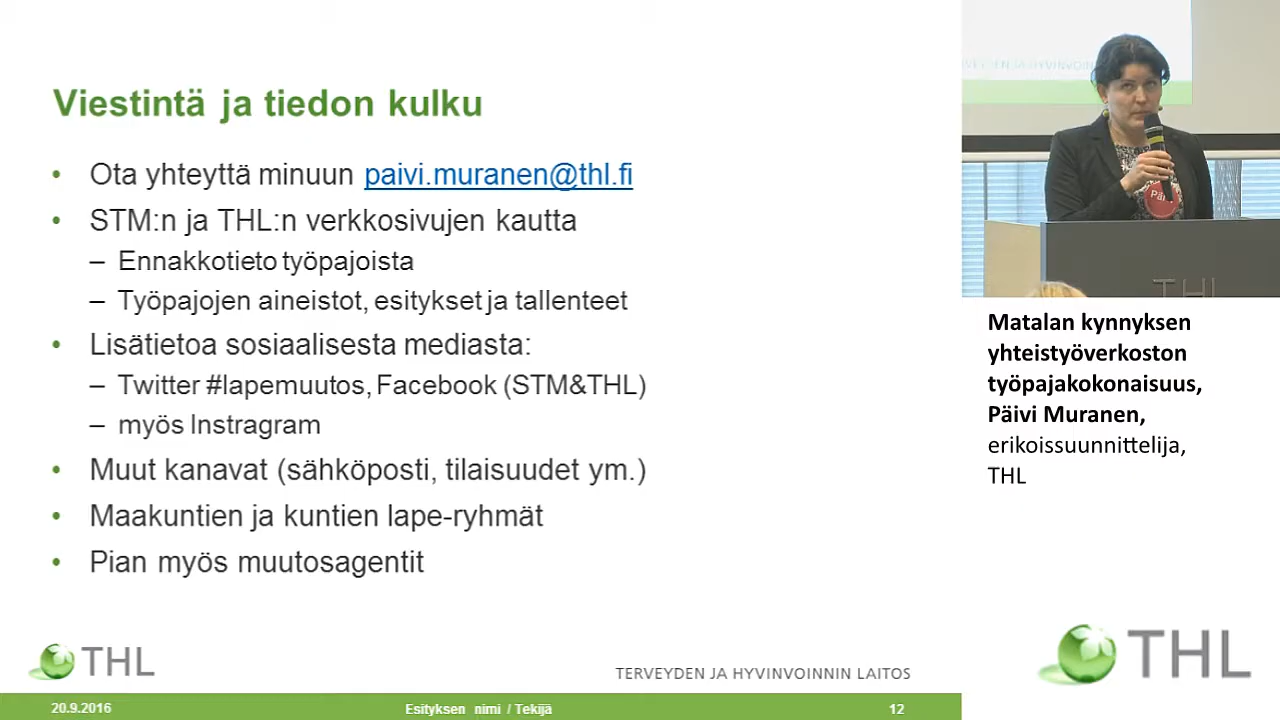 Viestintä ja tiedon kulku
• Ota yhteyttä minuun paivi.muranen@thl.fi
• STM:n ja THL:n verkkosivujen kautta
– Ennakkotieto työpajoista
– Työpajojen aineistot, esitykset ja tallenteet
• Lisätietoa sosiaalisesta mediasta:
– Twitter #lapemuutos, Facebook (STM&THL)
– myös Instragram
• Muut kanavat (sähköposti, tilaisuudet ym.)
• Maakuntien ja kuntien lape-ryhmät
• Pian myös muutosagentit
THL
TERVEYDEN JA HYVINVOINNIN LAITOS
20.9.2016
Esityksen nimi / Tekijä
12
THL
Matalan kynnyksen
yhteistyöverkoston
työpajakokonaisuus,
Päivi Muranen,
erikoissuunnittelija,
THL
THL